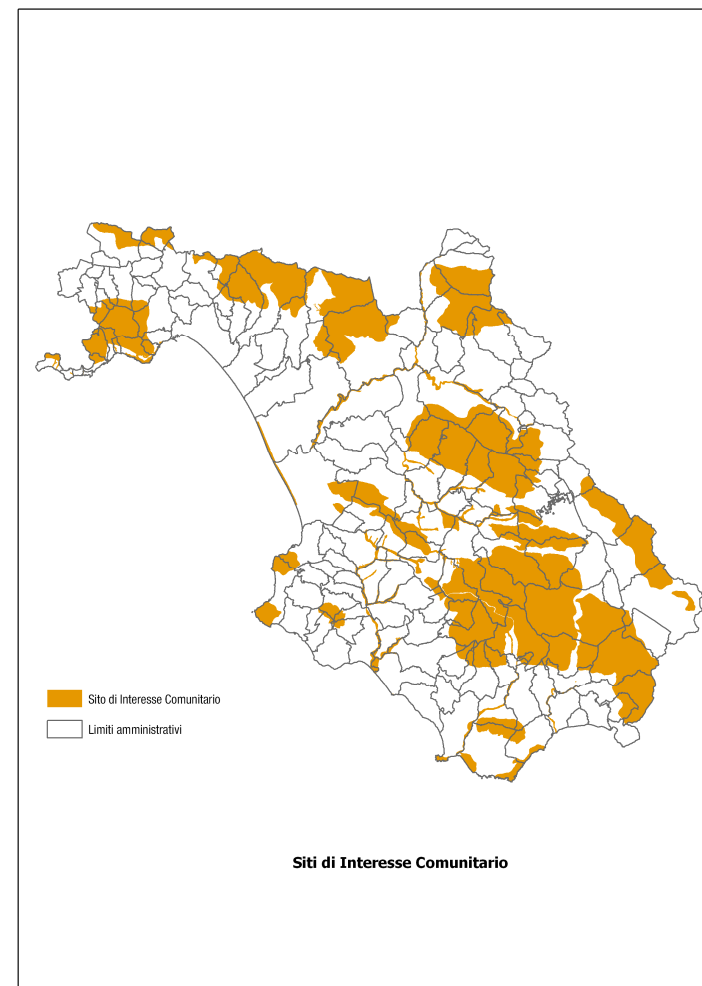 Sito di Interesse Comunitario
Limiti amministrativi
Siti di Interesse Comunitario